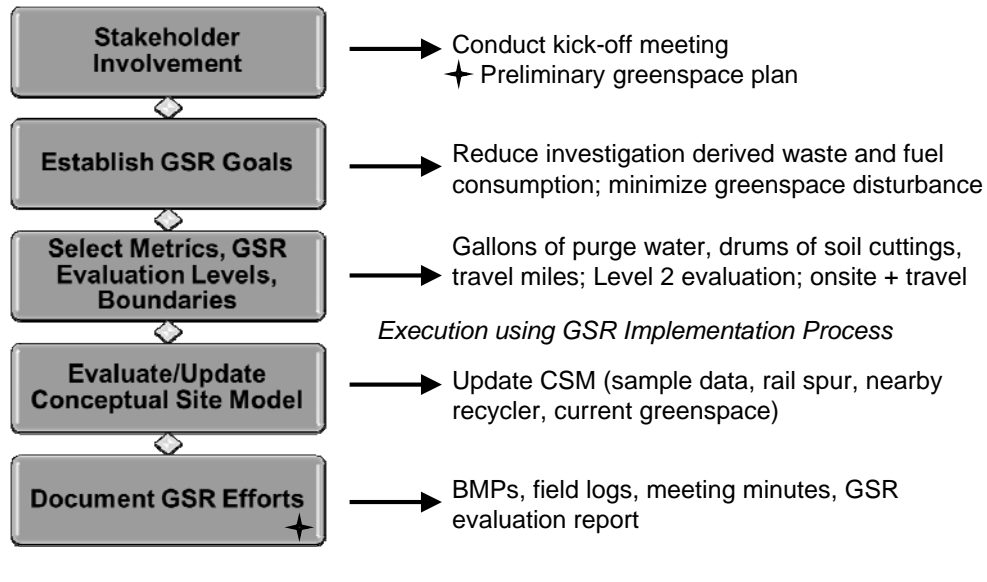 Stakeholder
Involvement
Conduct kick-off meeting
Preliminary greenspace plan
Establish GSR Goals
Reduce investigation derived waste and fuel
consumption; minimize greenspace disturbance
Select Metrics, GSR
Evaluation Levels,
Boundaries
Gallons of purge water, drums of soil cuttings,
travel miles; Level 2 evaluation; onsite + travel
Execution using GSR Implementation Process
Evaluate/Update
Conceptual Site Model
Update CSM (sample data, rail spur, nearby
recycler, current greenspace)
Document GSR Efforts
BMPs, field logs, meeting minutes, GSR
evaluation report